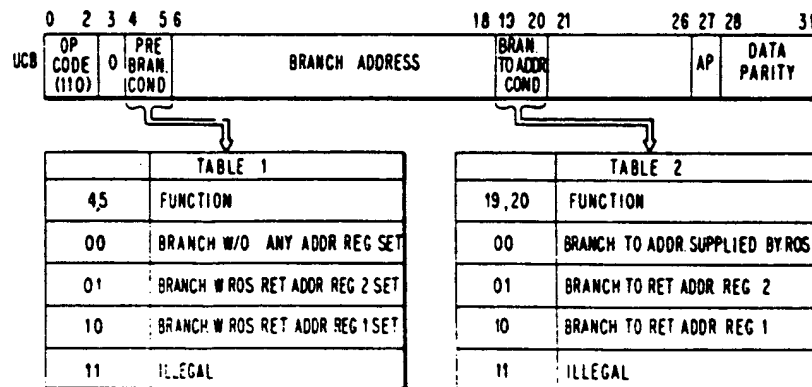 0 2 3 4 5 6 18 19 20 21 26 27 28 31
UCB
OP CODE (110)
0
PRE BRAN. COND
BRANCH ADDRESS
BRAN. TO ADDR COND
AP
DATA PARITY
TABLE 1
4,5 FUNCTION
00 BRANCH W/O ANY ADDR REG SET
01 BRANCH W ROS RET ADDR REG 2 SET
10 BRANCH W ROS RET ADDR REG 1 SET
11 ILLEGAL
TABLE 2
19,20 FUNCTION
00 BRANCH TO ADDR. SUPPLIED BY ROS
01 BRANCH TO RET ADDR REG 2
10 BRANCH TO RET ADDR REG 1
11 ILLEGAL